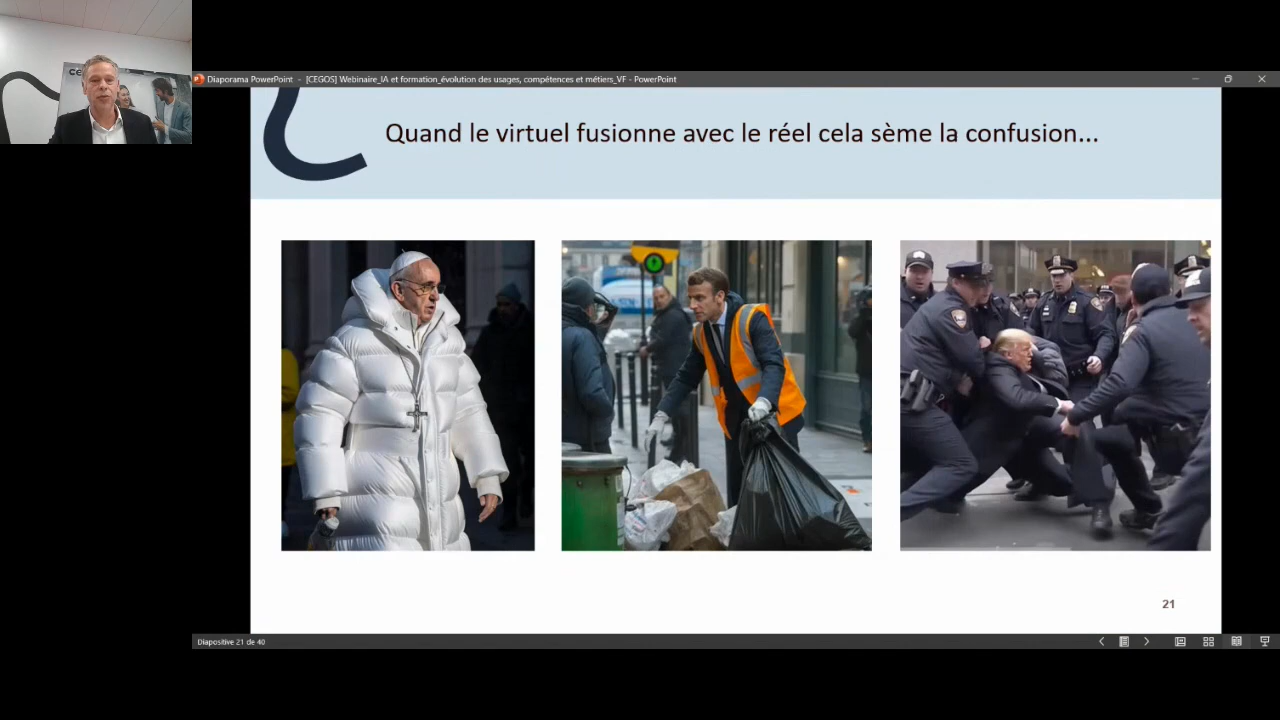 Diaporama PowerPoint - [CEGOS] Webinaire_IA et formation_évolution des usages, compétences et métiers_VF - PowerPoint
Quand le virtuel fusionne avec le réel cela sème la confusion...
21
Diapositive 21 de 40